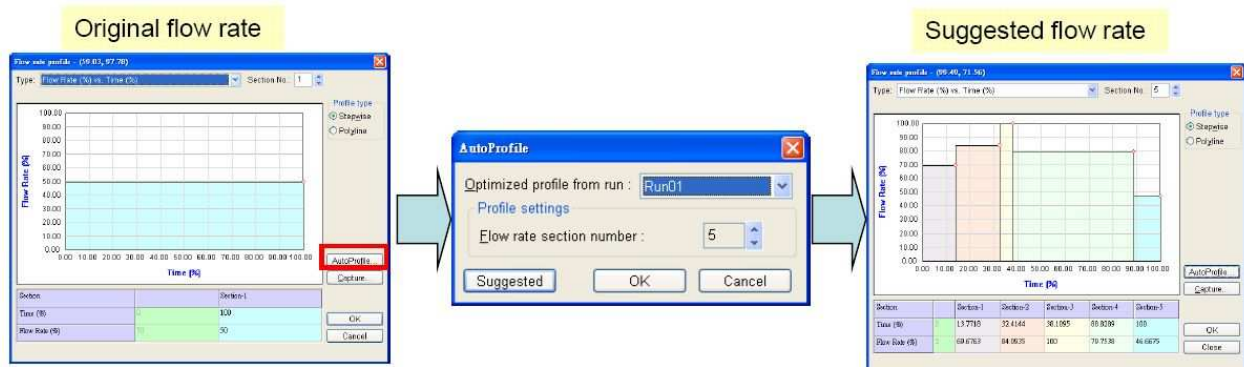 Original flow rate
Flow rate profile - (59.03, 97.78)
Type: Flow Rate (%) vs. Time (%) Section No.: 1
100.00
90.00
80.00
70.00
60.00
50.00
40.00
30.00
20.00
10.00
0.00
Flow Rate (%)
0.00 10.00 20.00 30.00 40.00 50.00 60.00 70.00 80.00 90.00 100.00
Time (%)
Profile type
Stepwise
Polyline
AutoProfile...
Capture...
Section Section-1
Time (%) 0 100
Flow Rate (%) 50 50
OK
Cancel
AutoProfile
Optimized profile from run : Run01
Profile settings
Flow rate section number : 5
Suggested OK Cancel
Suggested flow rate
Flow rate profile - (99.49, 71.56)
Type: Flow Rate (%) vs. Time (%) Section No.: 5
100.00
90.00
80.00
70.00
60.00
50.00
40.00
30.00
20.00
10.00
0.00
Flow Rate (%)
0.00 10.00 20.00 30.00 40.00 50.00 60.00 70.00 80.00 90.00 100.00
Time (%)
Profile type
Stepwise
Polyline
AutoProfile...
Capture...
Section Section-1 Section-2 Section-3 Section-4 Section-5
Time (%) 13.7718 32.4144 38.1895 88.8289 100
Flow Rate (%) 69.6763 84.0935 100 79.7538 46.6675
OK
Close